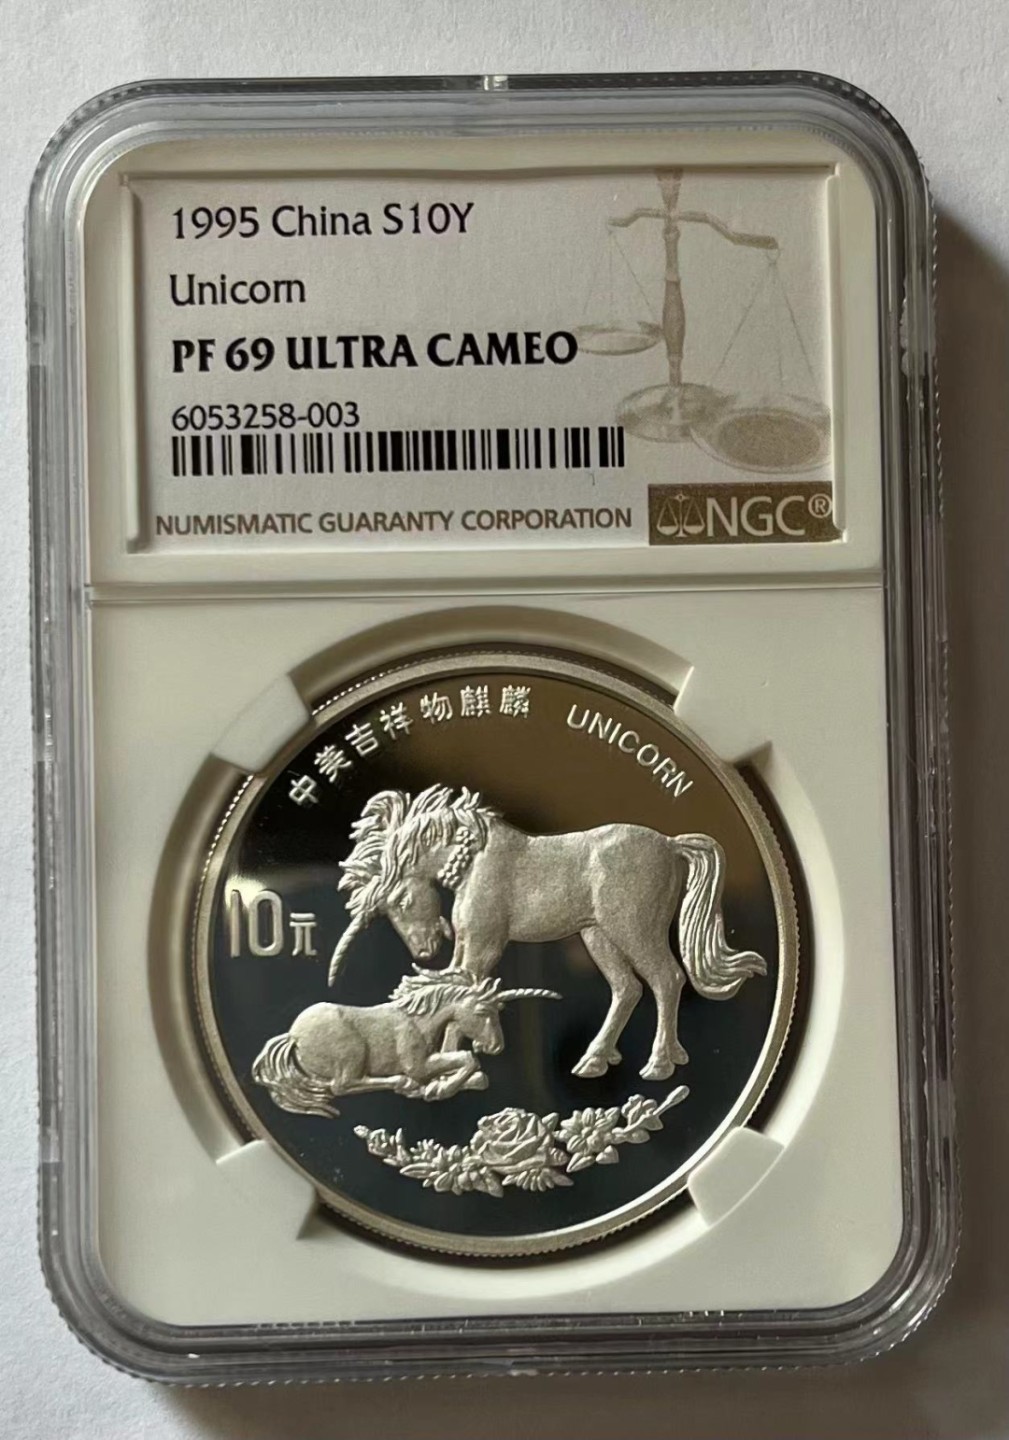 1995 China S10Y
Unicorn
PF 69 ULTRA CAMEO
6053258-003
NUMISMATIC GUARANTY CORPORATION
NGC®
中美吉祥物麒麟 UNICORN
10元